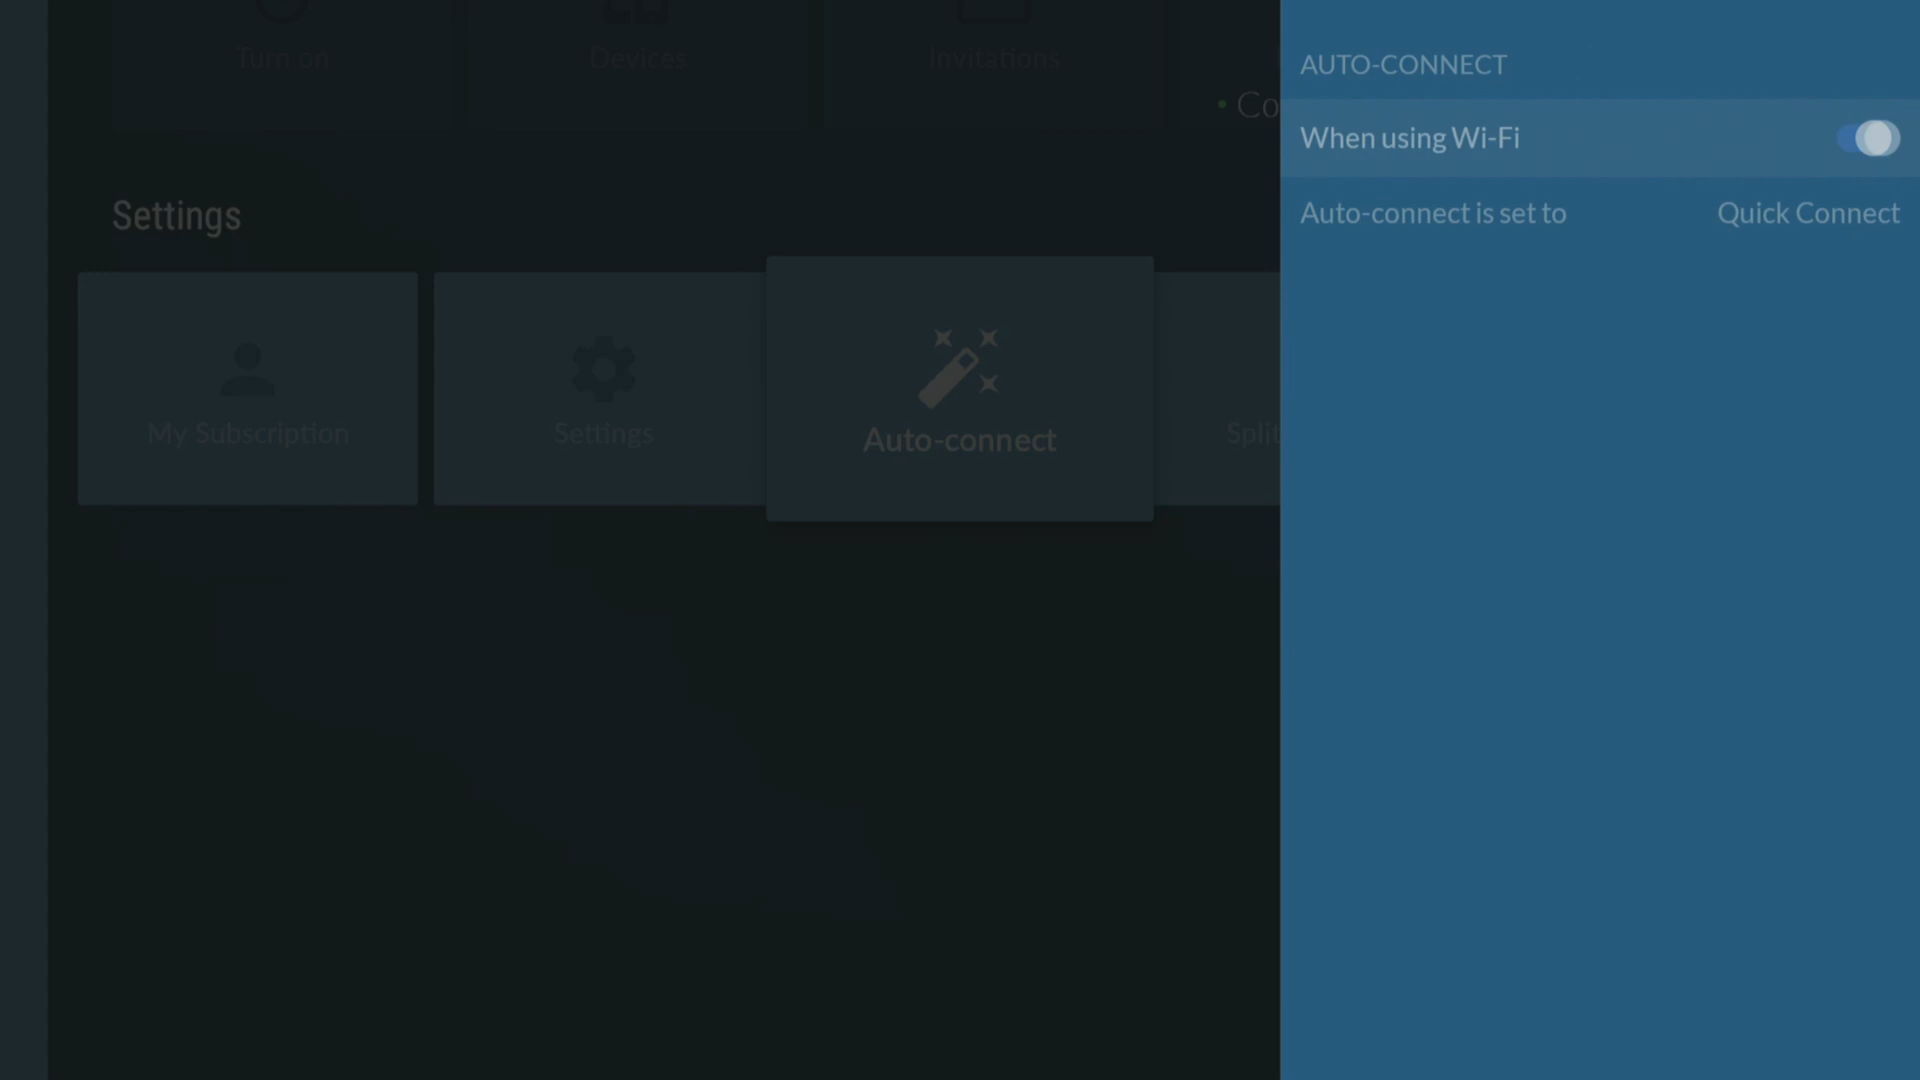 Turn on
Devices
Invitations
• Co
Settings
My Subscription
Settings
Auto-connect
Split
AUTO-CONNECT
When using Wi-Fi
Auto-connect is set to
Quick Connect